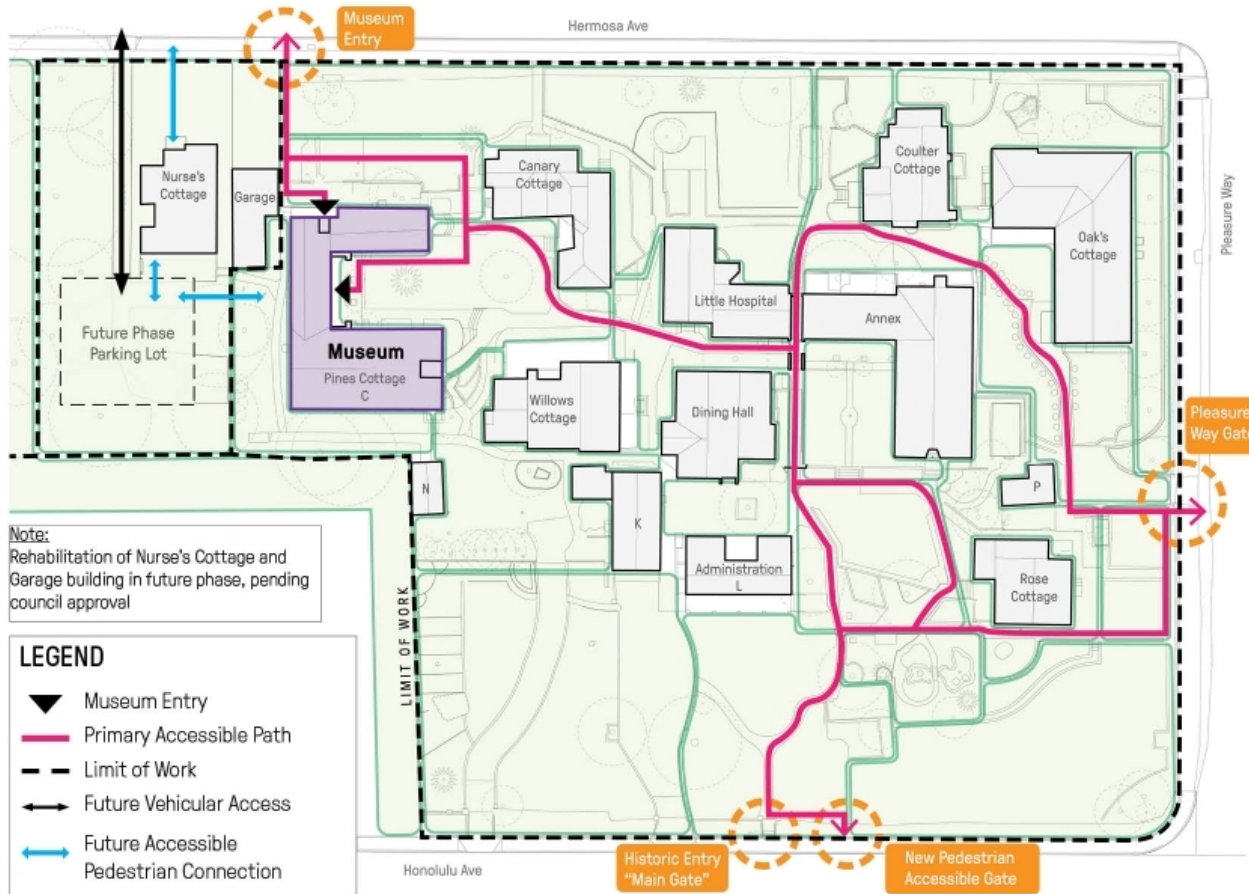 Museum
Entry
Hermosa Ave
Nurse's
Cottage
Garage
Canary
Cottage
Coulter
Cottage
Oak's
Cottage
Pleasure Way
Little Hospital
Annex
Future Phase
Parking Lot
Museum
Pines Cottage
C
Willows
Cottage
Dining Hall
Pleasure
Way Gate
N
K
P
Note:
Rehabilitation of Nurse's Cottage and
Garage building in future phase, pending
council approval
Administration
L
Rose
Cottage
LIMIT OF WORK
LEGEND
Museum Entry
Primary Accessible Path
Limit of Work
Future Vehicular Access
Future Accessible
Pedestrian Connection
Honolulu Ave
Historic Entry
"Main Gate"
New Pedestrian
Accessible Gate